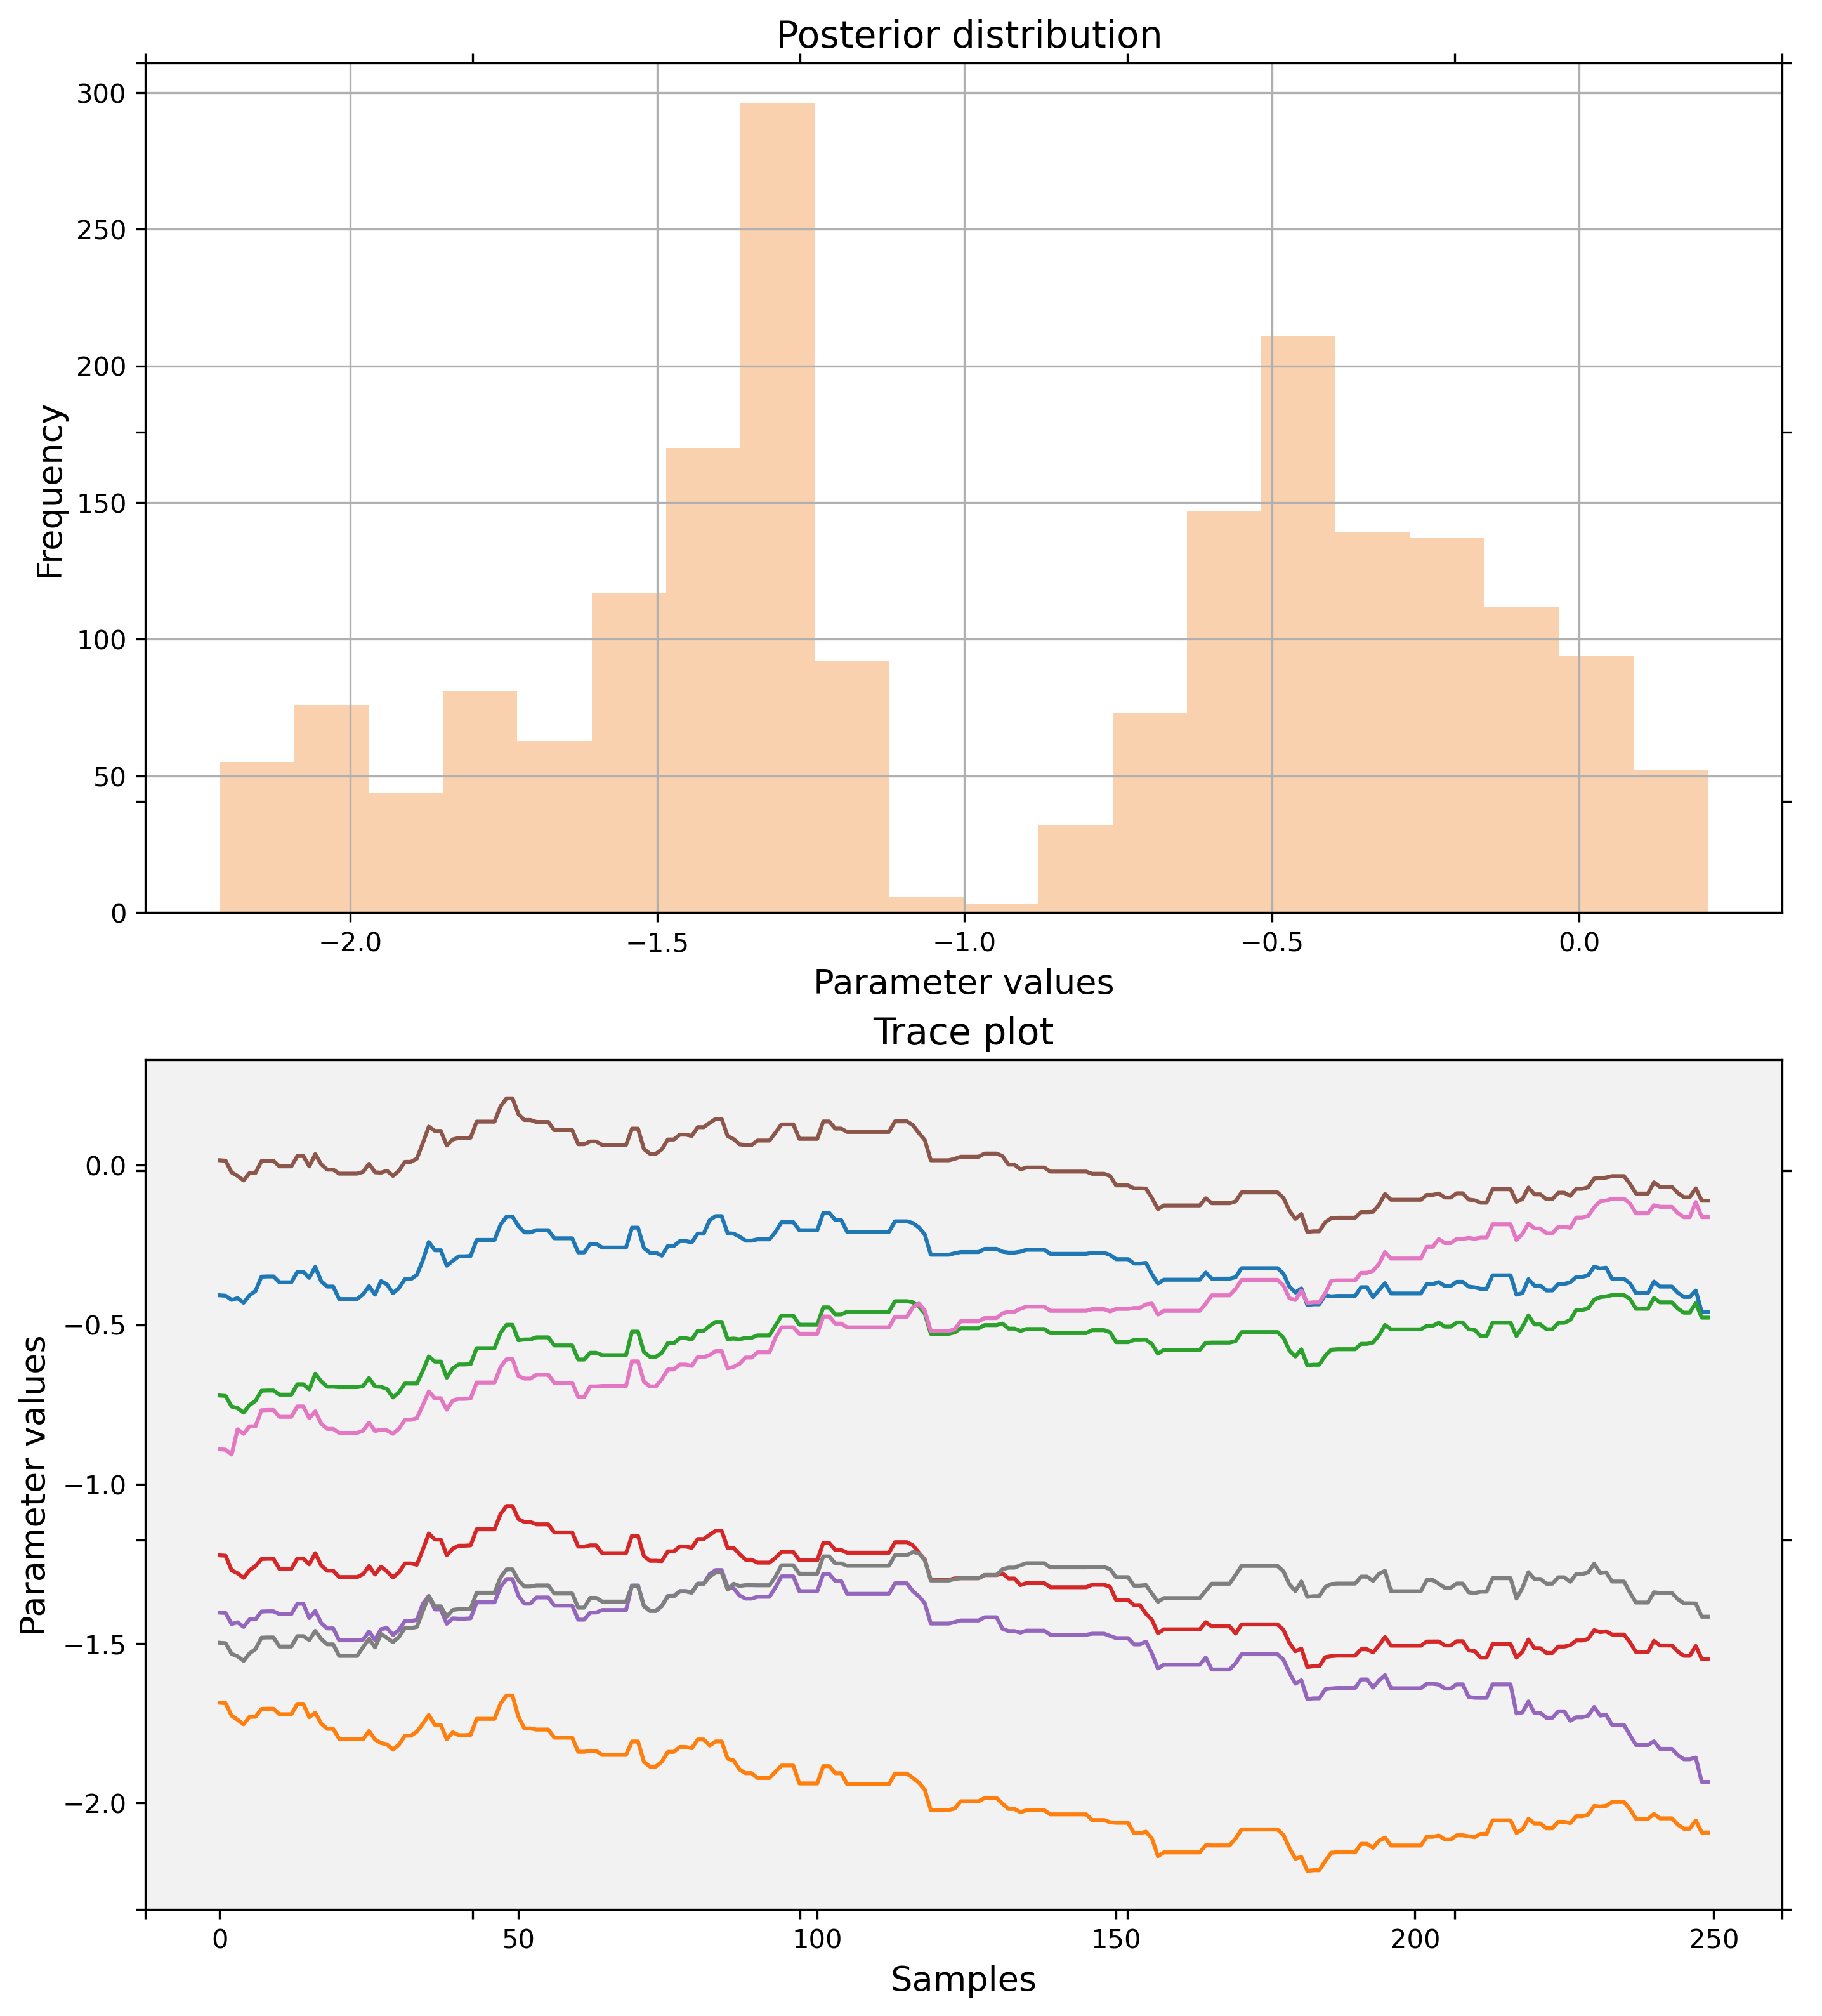 Posterior distribution
300
250
200
150
100
50
0
Frequency
−2.0 −1.5 −1.0 −0.5 0.0
Parameter values
Trace plot
0.0
−0.5
−1.0
−1.5
−2.0
Parameter values
0 50 100 150 200 250
Samples